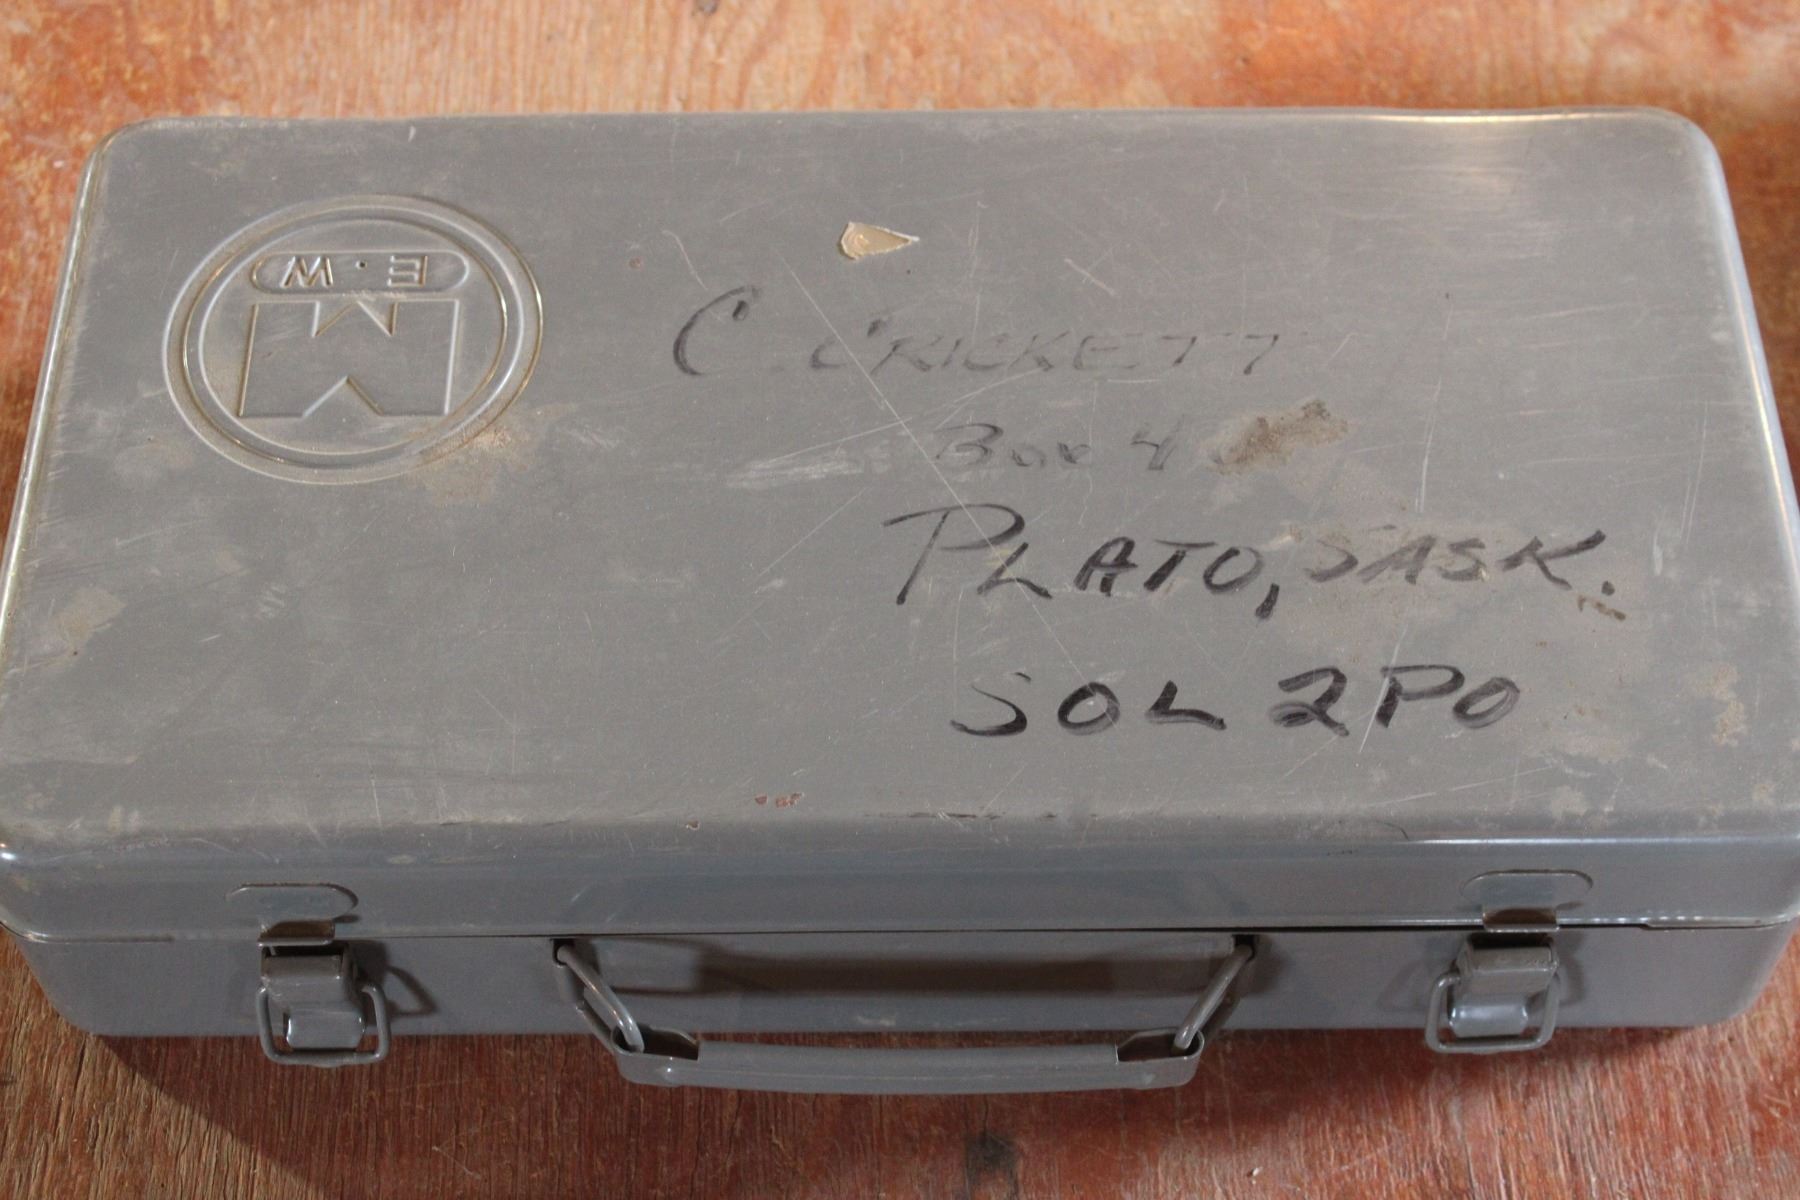 E.W
M
C. CRICKETT
Box 4
PLATO, SASK.
SOL 2PO